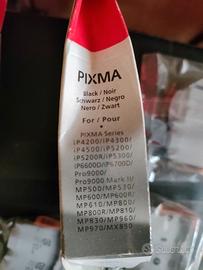 PIXMA
Black / Noir
Schwarz / Negro
Nero / Zwart
For / Pour
PIXMA Series
iP4200 / iP4300 /
iP4500 / iP5200 /
iP5200R / iP5300 /
iP6600D / iP6700D /
Pro9000 /
Pro9000 Mark II /
MP500 / MP530 /
MP600 / MP600R /
MP610 / MP800 /
MP800R / MP810 /
MP830 / MP960 /
MP970 / MX850